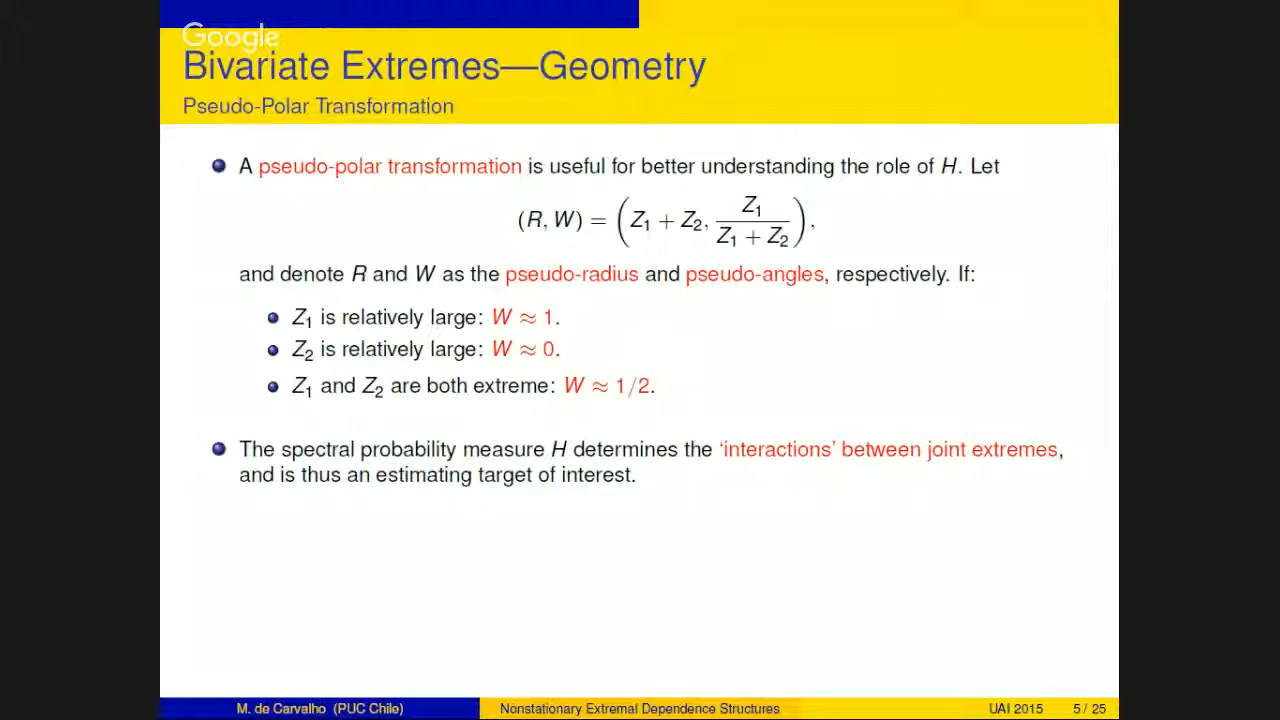 Google
Bivariate Extremes—Geometry
Pseudo-Polar Transformation
A pseudo-polar transformation is useful for better understanding the role of H. Let
(R, W) = (Z₁ + Z₂, Z₁ / (Z₁ + Z₂)),
and denote R and W as the pseudo-radius and pseudo-angles, respectively. If:
Z₁ is relatively large: W ≈ 1.
Z₂ is relatively large: W ≈ 0.
Z₁ and Z₂ are both extreme: W ≈ 1/2.
The spectral probability measure H determines the ‘interactions’ between joint extremes,
and is thus an estimating target of interest.
M. de Carvalho (PUC Chile) Nonstationary Extremal Dependence Structures UAI 2015 5 / 25